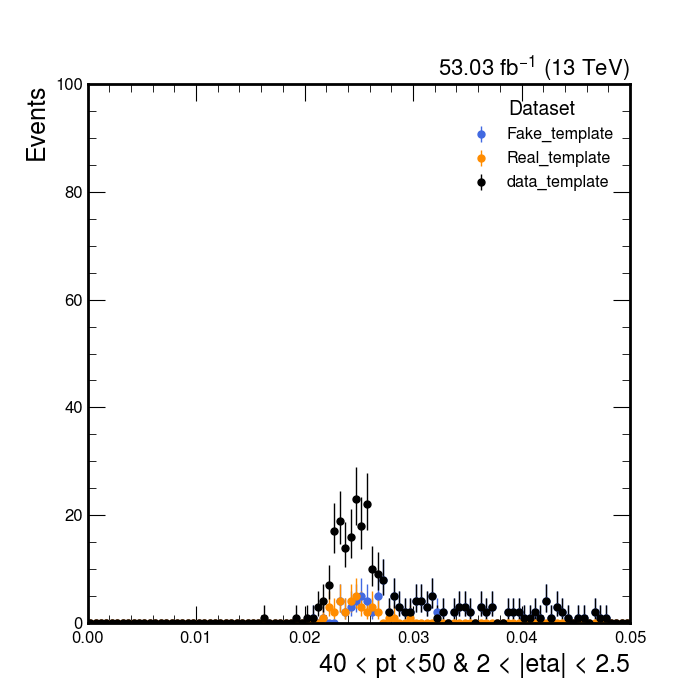 53.03 fb⁻¹ (13 TeV)
Events
100
80
60
40
20
0
Dataset
Fake_template
Real_template
data_template
0.00 0.01 0.02 0.03 0.04 0.05
40 < pt <50 & 2 < |eta| < 2.5